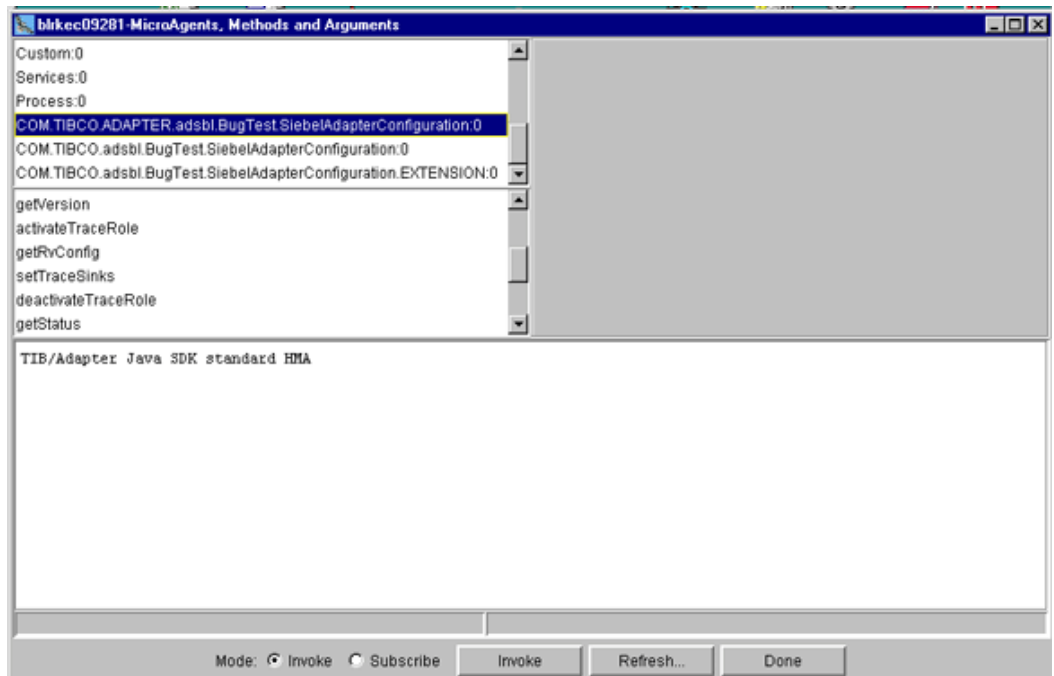 blrkec09281-MicroAgents, Methods and Arguments
Custom:0
Services:0
Process:0
COM.TIBCO.ADAPTER.adsbl.BugTest.SiebelAdapterConfiguration:0
COM.TIBCO.adsbl.BugTest.SiebelAdapterConfiguration:0
COM.TIBCO.adsbl.BugTest.SiebelAdapterConfiguration.EXTENSION:0
getVersion
activateTraceRole
getRvConfig
setTraceSinks
deactivateTraceRole
getStatus
TIB/Adapter Java SDK standard HMA
Mode: Invoke Subscribe Invoke Refresh... Done